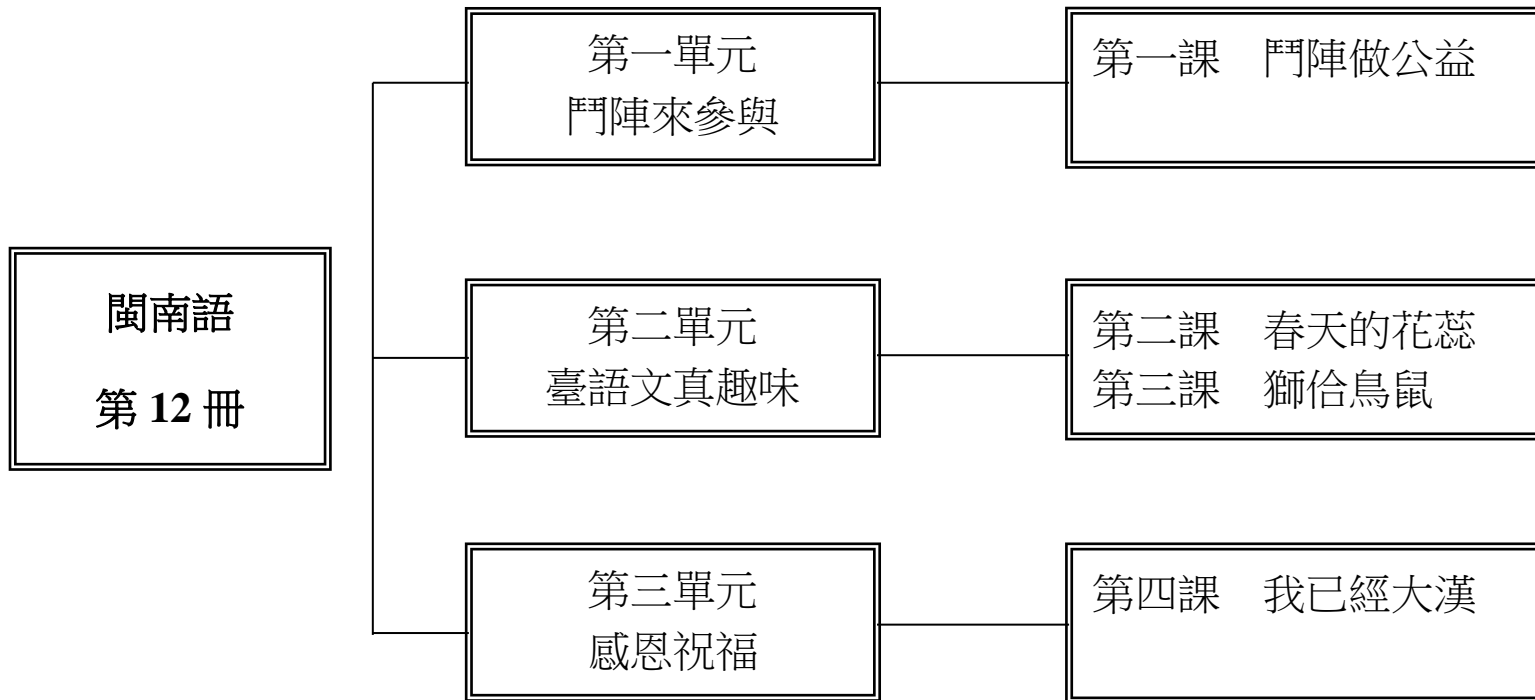 閩南語
第 12 冊
第一單元
鬥陣來參與
第一課　鬥陣做公益
第二單元
臺語文真趣味
第二課　春天的花蕊
第三課　獅佮鳥鼠
第三單元
感恩祝福
第四課　我已經大漢